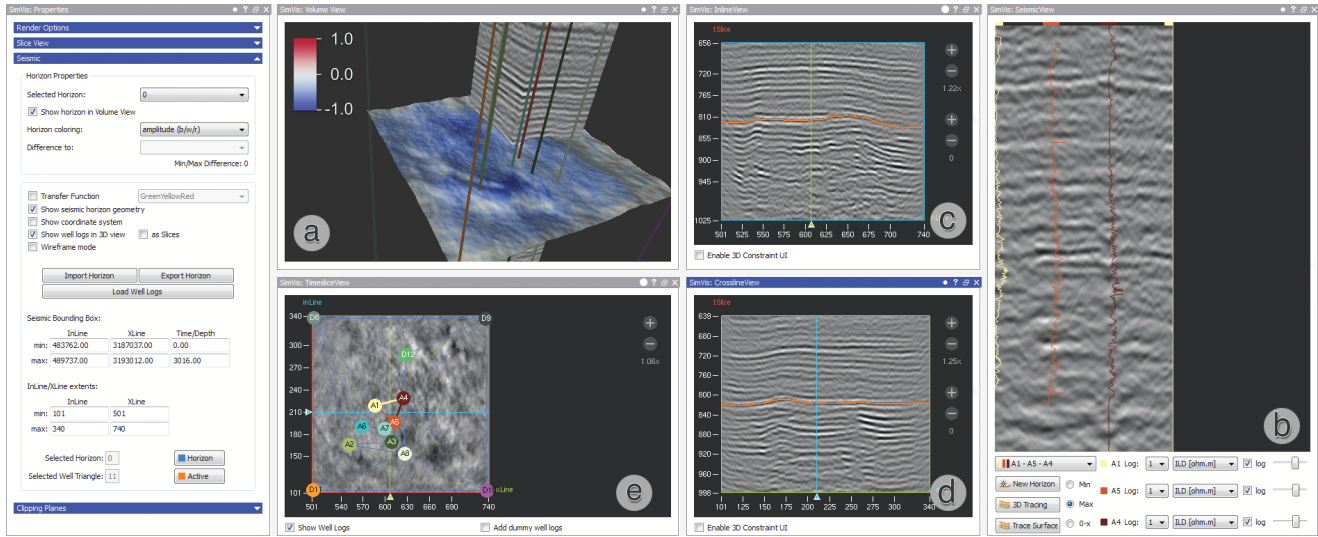 SimVis: Properties
Render Options
Slice View
Seismic
Horizon Properties
Selected Horizon: 0
Show horizon in Volume View
Horizon coloring: amplitude (b/w/r)
Difference to:
Min/Max Difference: 0
Transfer Function GreenYellowRed
Show seismic horizon geometry
Show coordinate system
Show well logs in 3D view as Slices
Wireframe mode
Import Horizon Export Horizon
Load Well Logs
Seismic Bounding Box:
InLine XLine Time/Depth
min: 483762.00 3187037.00 0.00
max: 489737.00 3193012.00 3016.00
InLine/XLine extents:
InLine XLine
min: 101 501
max: 340 740
Selected Horizon: 0 Horizon
Selected Well Triangle: 11 Active
Clipping Planes
SimVis: Volume View
1.0
0.0
-1.0
a
SimVis: TimesliceView
inLine
340
300
270
240
210
180
150
101
501 540 570 600 630 660 690 740
xLine
D8 D9
D12
A1 A4
A6 A7 A5
A2 A3
A8
D11 D1
1.06x
e
Show Well Logs Add dummy well logs
SimVis: InlineView
tSlice
656
720
765
810
855
900
945
1025
501 525 550 575 600 625 650 675 700 740
1.22x
0
c
Enable 3D Constraint UI
SimVis: CrosslineView
tSlice
639
720
760
800
840
880
920
998
101 150 180 210 240 270 300 340
1.25x
0
d
Enable 3D Constraint UI
SimVis: SeismicView
b
A1 - A5 - A4 A1 Log: 1 ILD [ohm.m] log
New Horizon Min
A5 Log: 1 ILD [ohm.m] log
3D Tracing Max
Trace Surface 0-x A4 Log: 1 ILD [ohm.m] log